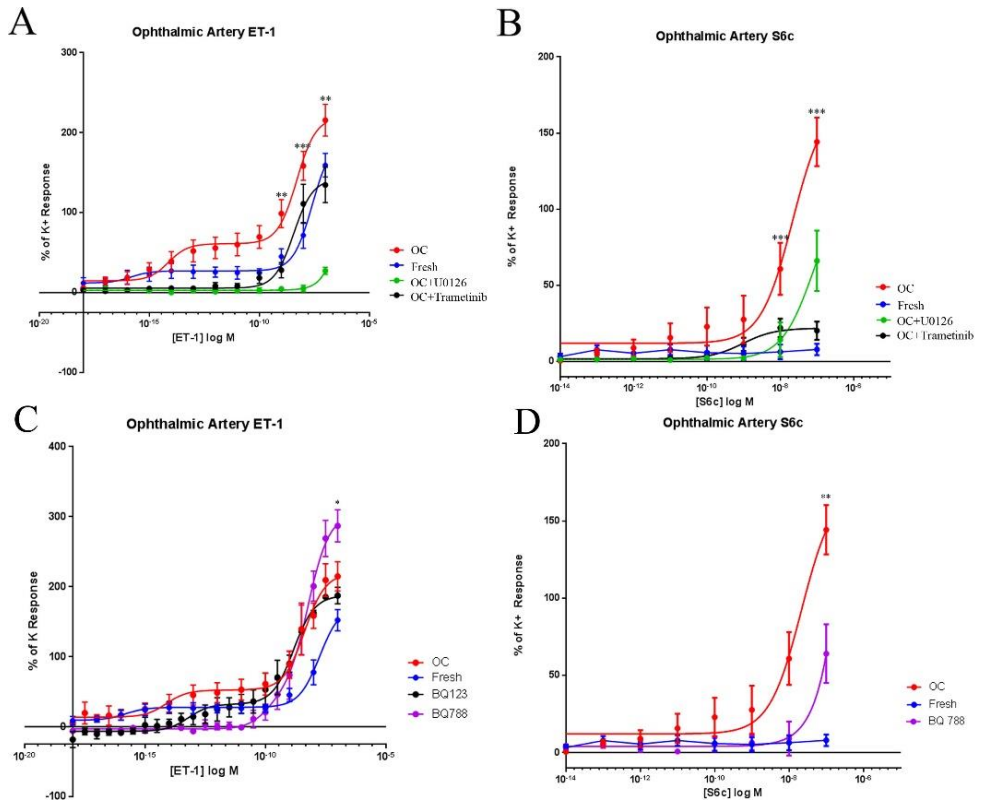 A
Ophthalmic Artery ET-1
% of K+ Response
300
200
100
0
-100
**
***
**
10-20
10-15
10-10
10-5
[ET-1] log M
OC
Fresh
OC+U0126
OC+Trametinib
B
Ophthalmic Artery S6c
% of K+ Response
200
150
100
50
0
***
***
10-14
10-12
10-10
10-8
10-6
[S6c] log M
OC
Fresh
OC+U0126
OC+Trametinib
C
Ophthalmic Artery ET-1
% of K Response
400
300
200
100
0
-100
*
10-20
10-15
10-10
10-5
[ET-1] log M
OC
Fresh
BQ123
BQ788
D
Ophthalmic Artery S6c
% of K+ Response
200
150
100
50
0
**
10-14
10-12
10-10
10-8
10-6
[S6c] log M
OC
Fresh
BQ 788